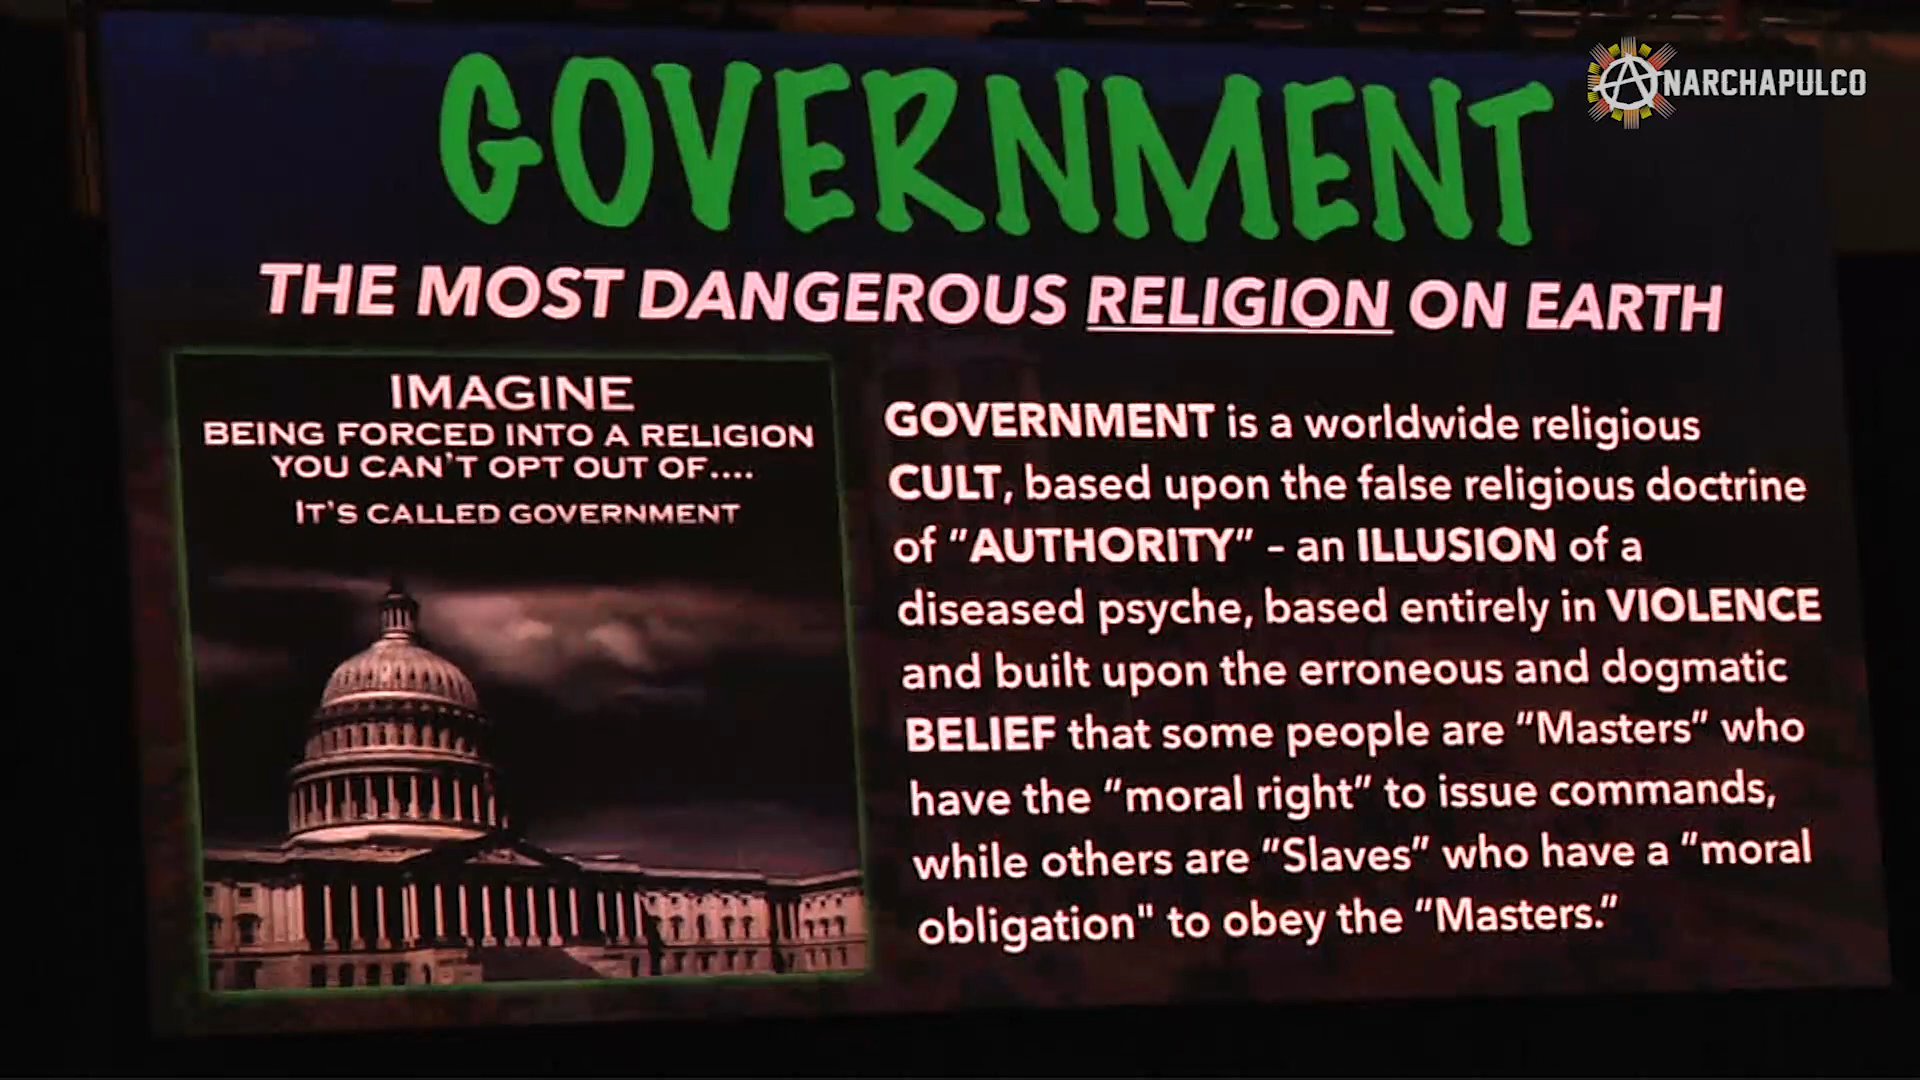 GOVERNMENT
ANARCHAPULCO
THE MOST DANGEROUS RELIGION ON EARTH
IMAGINE
BEING FORCED INTO A RELIGION
YOU CAN'T OPT OUT OF....
IT'S CALLED GOVERNMENT
GOVERNMENT is a worldwide religious
CULT, based upon the false religious doctrine
of "AUTHORITY" - an ILLUSION of a
diseased psyche, based entirely in VIOLENCE
and built upon the erroneous and dogmatic
BELIEF that some people are "Masters" who
have the "moral right" to issue commands,
while others are "Slaves" who have a "moral
obligation" to obey the "Masters."